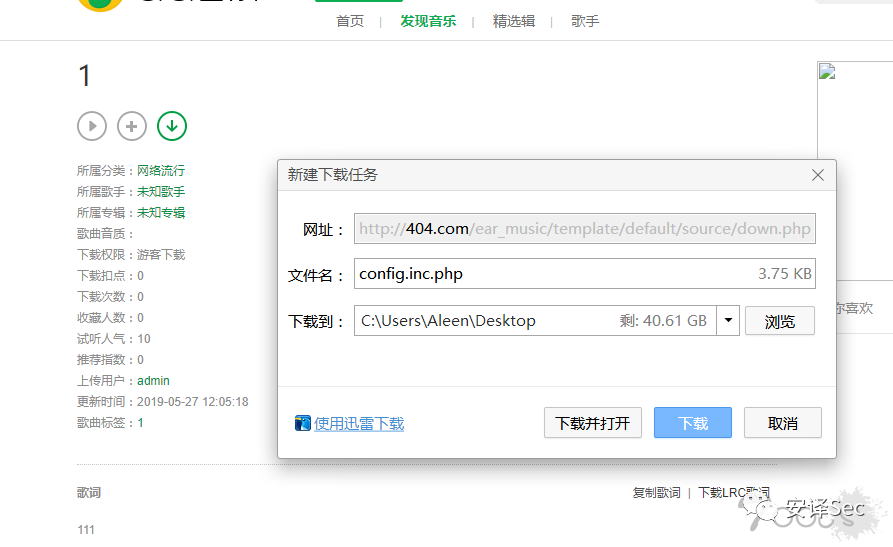 首页 | 发现音乐 | 精选辑 | 歌手
1
所属分类：网络流行
所属歌手：未知歌手
所属专辑：未知专辑
歌曲音质：
下载权限：游客下载
下载扣点：0
下载次数：0
收藏人数：0
试听人气：10
推荐指数：0
上传用户：admin
更新时间：2019-05-27 12:05:18
歌曲标签：1
新建下载任务
网址： http://404.com/ear_music/template/default/source/down.php
文件名： config.inc.php 3.75 KB
下载到： C:\Users\Aleen\Desktop 剩: 40.61 GB 浏览
使用迅雷下载 下载并打开 下载 取消
你喜欢
歌词 复制歌词 | 下载LRC歌词
111
安译Sec